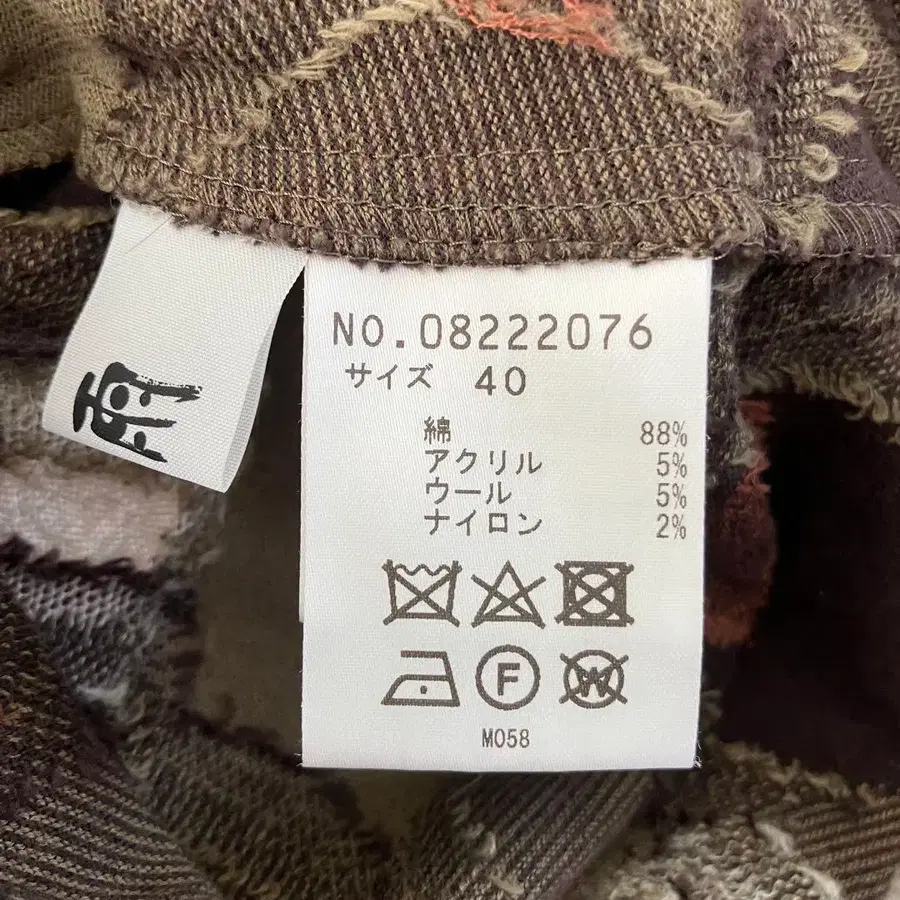 NO.08222076
サイズ 40
綿 88%
アクリル 5%
ウール 5%
ナイロン 2%
F
W
M058